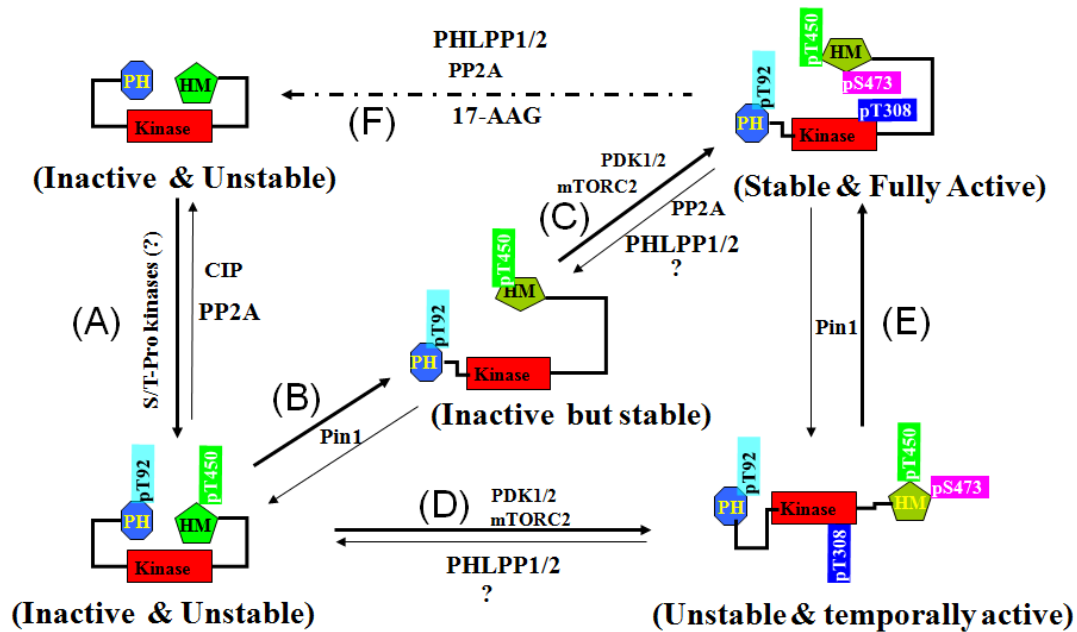 PHLPP1/2
PP2A
17-AAG
(F)
PH
HM
Kinase
(Inactive & Unstable)
pT450
HM
pS473
pT92
pT308
PH
Kinase
(Stable & Fully Active)
PDK1/2
mTORC2
(C)
PP2A
PHLPP1/2
?
(A)
S/T-Pro kinases (?)
CIP
PP2A
pT450
HM
pT92
PH
Kinase
(Inactive but stable)
(B)
Pin1
Pin1
(E)
pT92
pT450
PH
HM
Kinase
(Inactive & Unstable)
(D)
PDK1/2
mTORC2
PHLPP1/2
?
pT92
pT450
pS473
PH
Kinase
HM
pT308
(Unstable & temporally active)